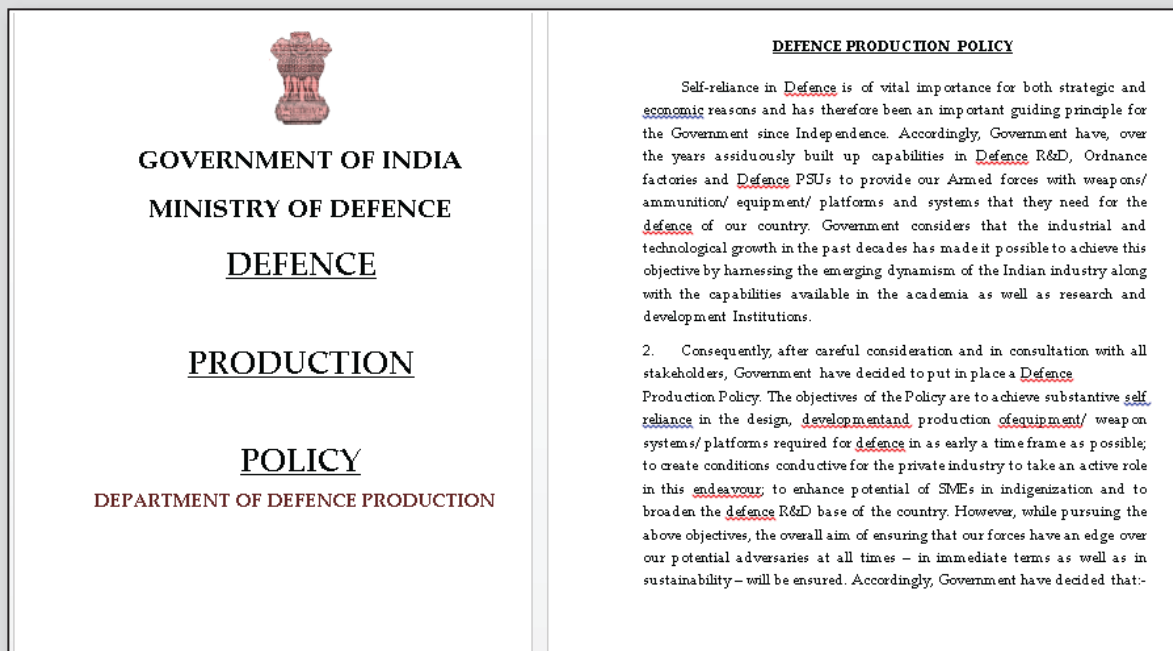 GOVERNMENT OF INDIA
MINISTRY OF DEFENCE
DEFENCE
PRODUCTION
POLICY
DEPARTMENT OF DEFENCE PRODUCTION
DEFENCE PRODUCTION POLICY
Self-reliance in Defence is of vital importance for both strategic and
economic reasons and has therefore been an important guiding principle for
the Government since Independence. Accordingly, Government have, over
the years assiduously built up capabilities in Defence R&D, Ordnance
factories and Defence PSUs to provide our Armed forces with weapons/
ammunition/ equipment/ platforms and systems that they need for the
defence of our country. Government considers that the industrial and
technological growth in the past decades has made it possible to achieve this
objective by harnessing the emerging dynamism of the Indian industry along
with the capabilities available in the academia as well as research and
development Institutions.
2. Consequently, after careful consideration and in consultation with all
stakeholders, Government have decided to put in place a Defence
Production Policy. The objectives of the Policy are to achieve substantive self
reliance in the design, developmentand production ofequipment/ weapon
systems/ platforms required for defence in as early a time frame as possible;
to create conditions conductive for the private industry to take an active role
in this endeavour; to enhance potential of SMEs in indigenization and to
broaden the defence R&D base of the country. However, while pursuing the
above objectives, the overall aim of ensuring that our forces have an edge over
our potential adversaries at all times – in immediate terms as well as in
sustainability – will be ensured. Accordingly, Government have decided that:-